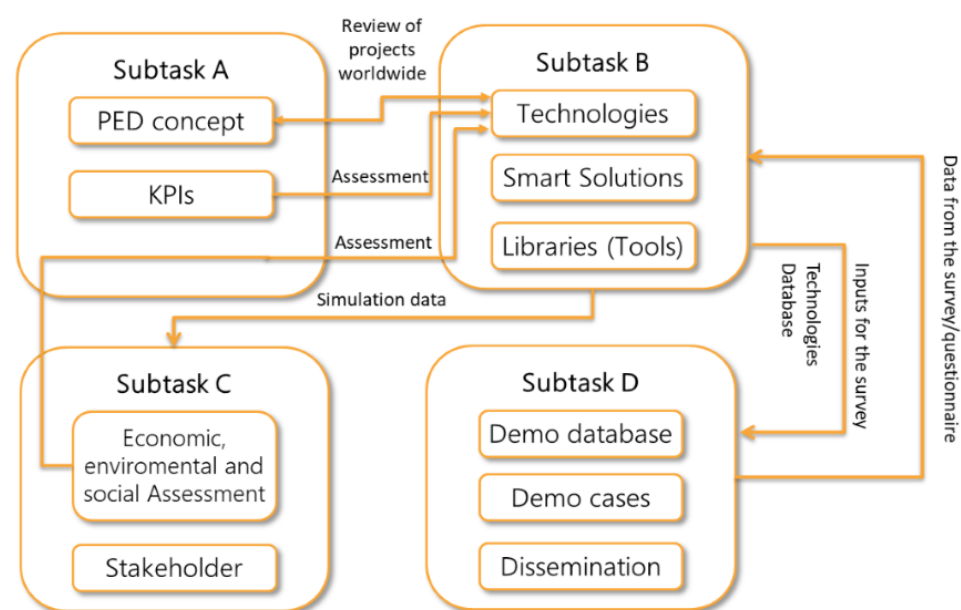 Review of
projects
worldwide
Subtask A
PED concept
KPIs
Assessment
Assessment
Simulation data
Subtask B
Technologies
Smart Solutions
Libraries (Tools)
Technologies
Database
Inputs for the survey
Data from the survey/questionnaire
Subtask C
Economic,
enviromental and
social Assessment
Stakeholder
Subtask D
Demo database
Demo cases
Dissemination